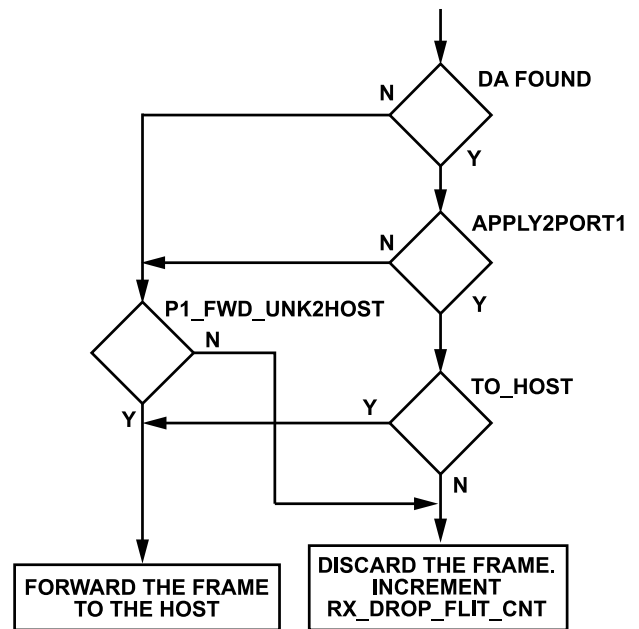 DA FOUND
N
Y
APPLY2PORT1
N
Y
P1_FWD_UNK2HOST
N
Y
TO_HOST
Y
N
FORWARD THE FRAME
TO THE HOST
DISCARD THE FRAME.
INCREMENT
RX_DROP_FLIT_CNT